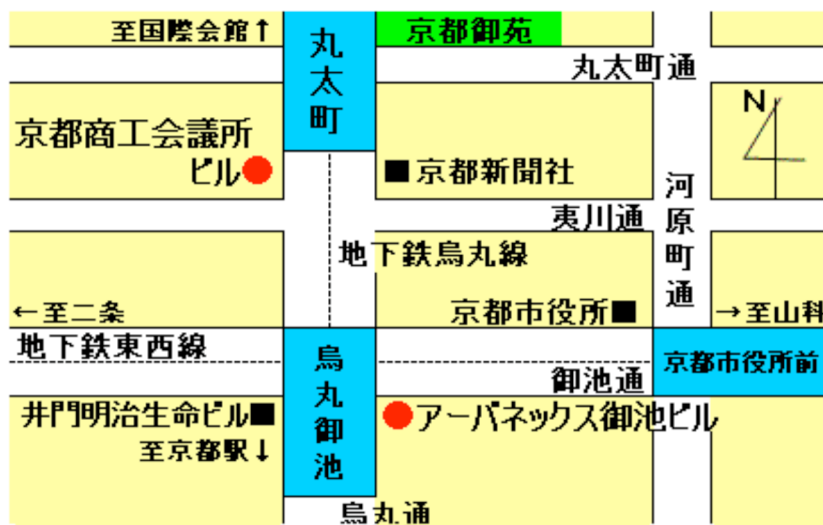 至国際会館↑
丸太町
京都御苑
丸太町通
N
京都商工会議所
ビル
■京都新聞社
河原町通
夷川通
地下鉄烏丸線
←至二条
京都市役所■
→至山科
地下鉄東西線
烏丸御池
京都市役所前
御池通
井門明治生命ビル■
アーバネックス御池ビル
至京都駅↓
烏丸通